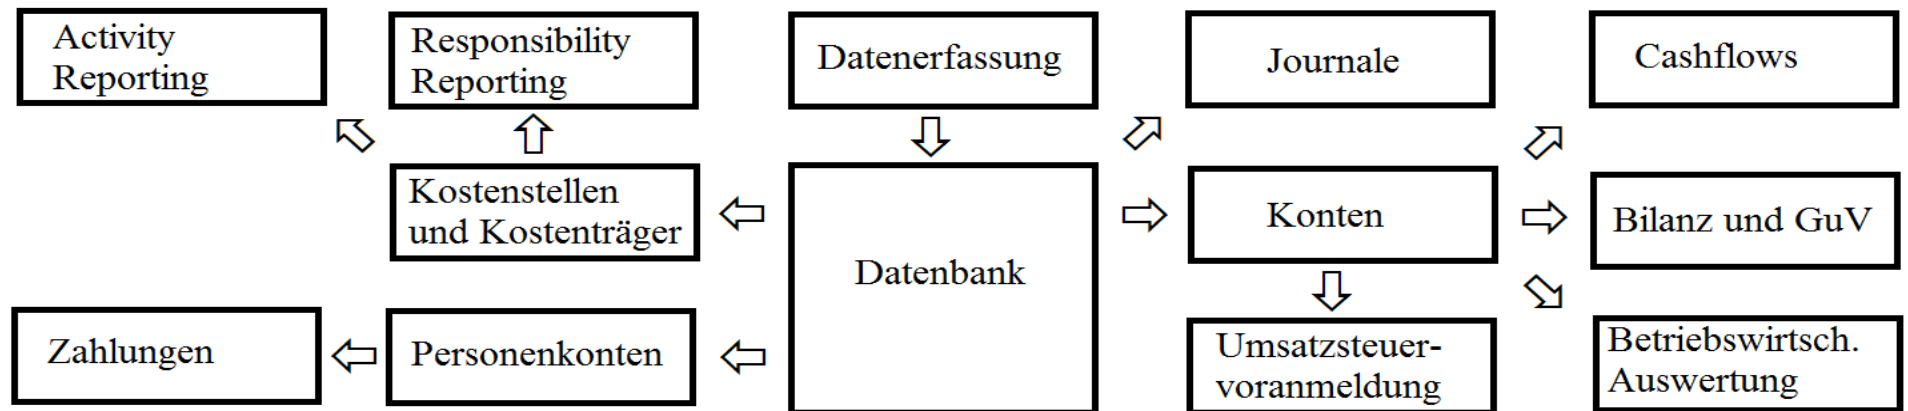 Activity
Reporting
Responsibility
Reporting
Datenerfassung
Journale
Cashflows
Kostenstellen
und Kostenträger
Datenbank
Konten
Bilanz und GuV
Zahlungen
Personenkonten
Umsatzsteuer-
voranmeldung
Betriebswirtsch.
Auswertung